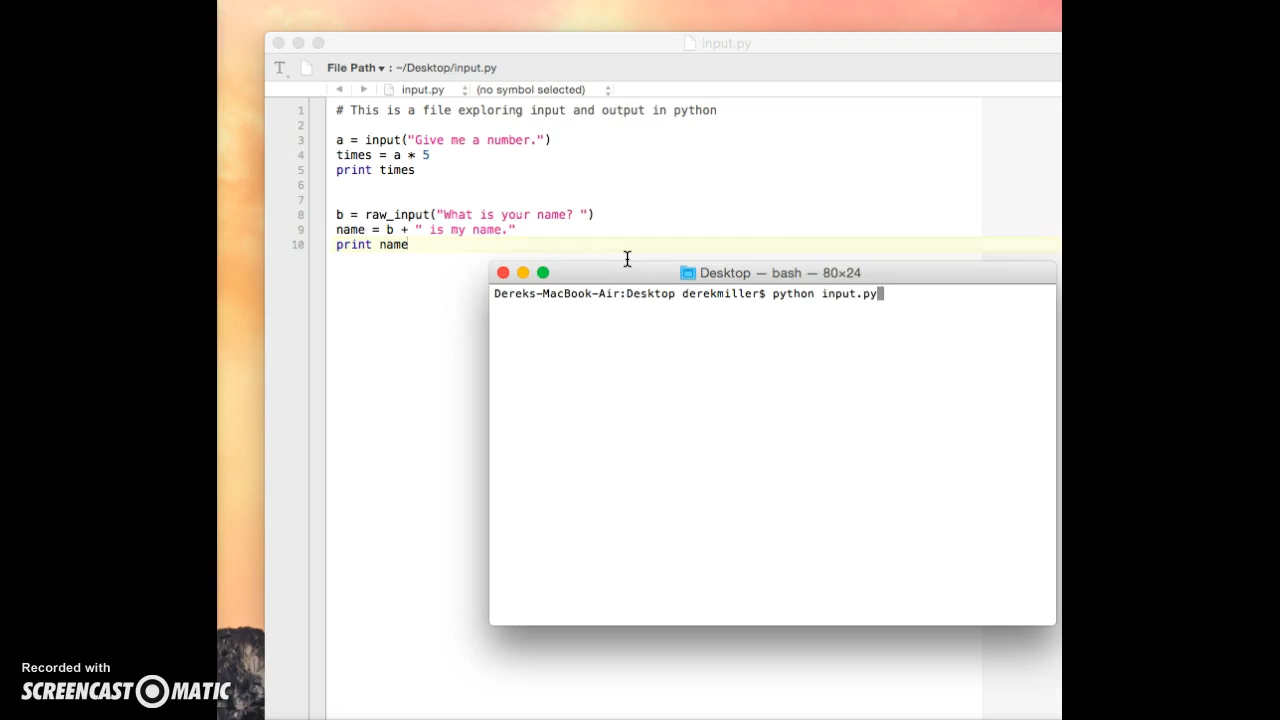 input.py
File Path ▾ : ~/Desktop/input.py
input.py (no symbol selected)
1 # This is a file exploring input and output in python
2
3 a = input("Give me a number.")
4 times = a * 5
5 print times
6
7
8 b = raw_input("What is your name? ")
9 name = b + " is my name."
10 print name
Desktop — bash — 80×24
Dereks-MacBook-Air:Desktop derekmiller$ python input.py
Recorded with
SCREENCAST-O-MATIC